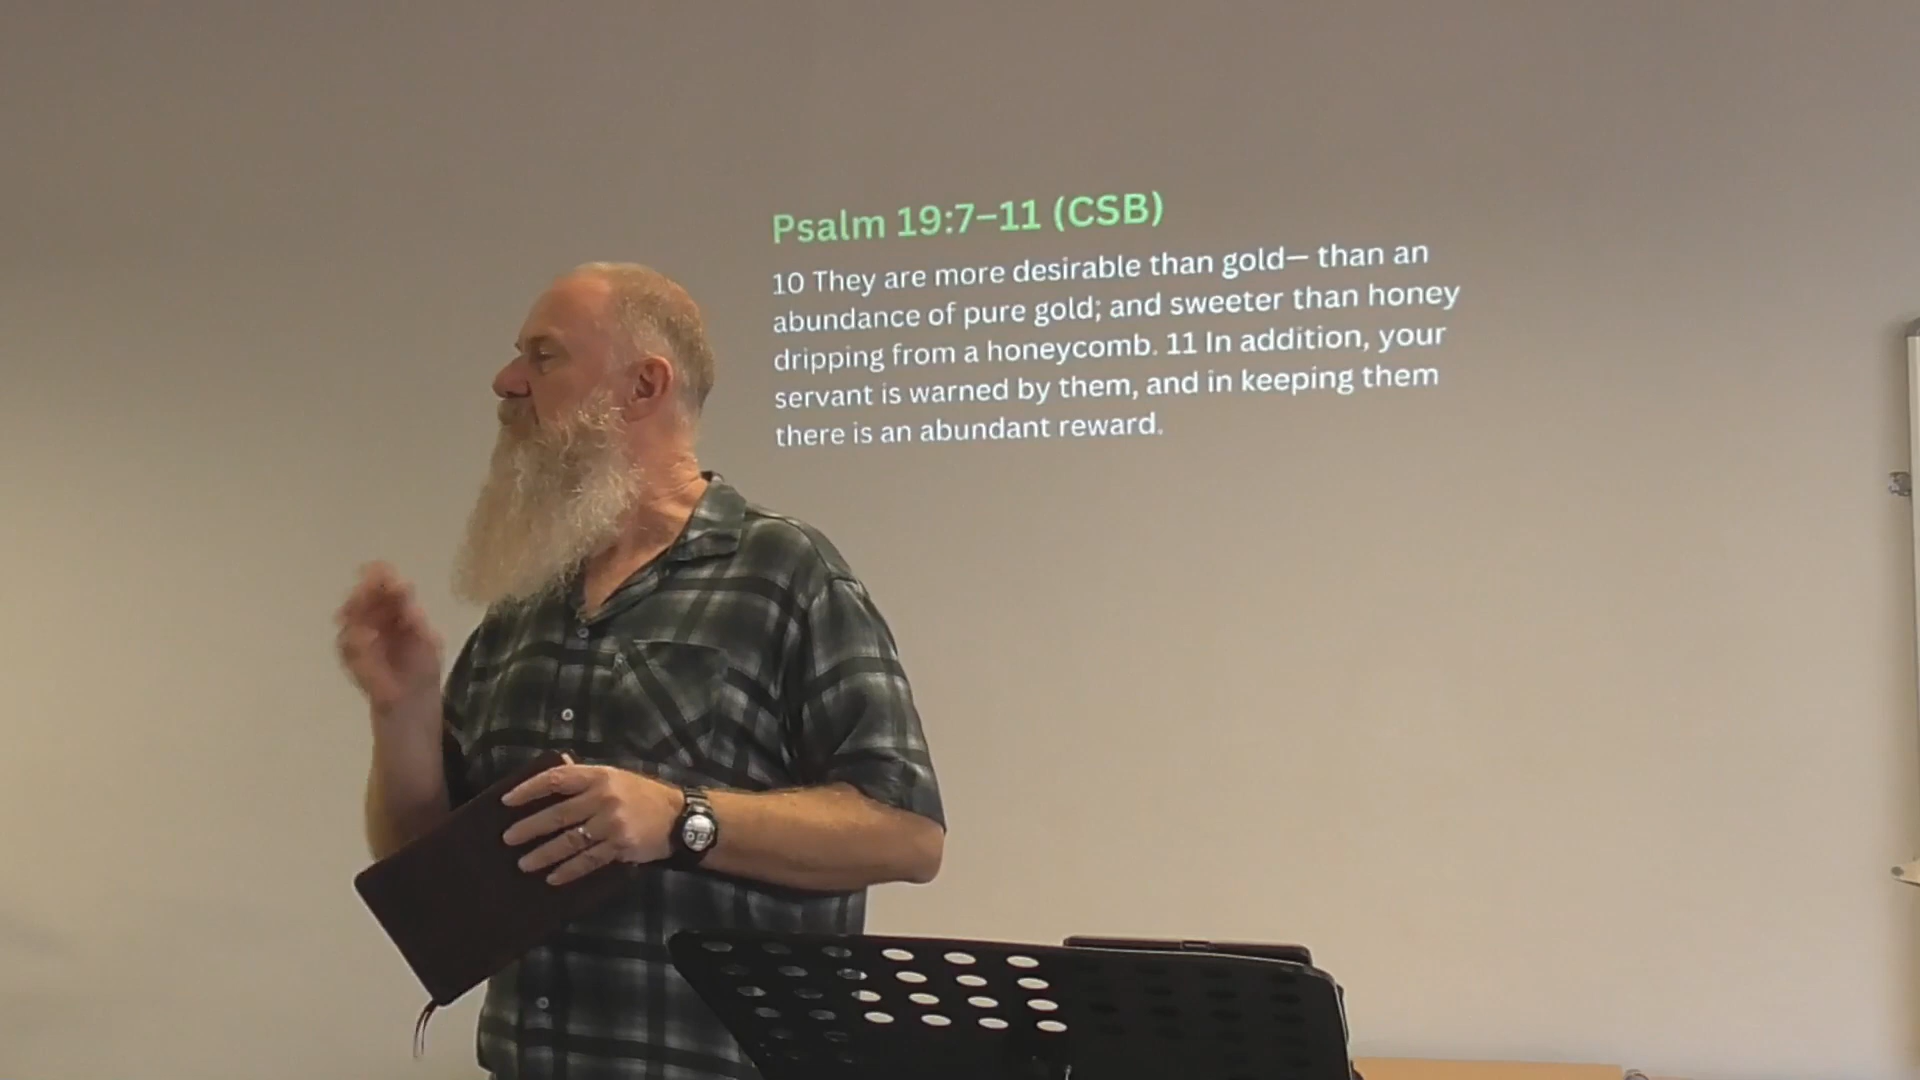 Psalm 19:7–11 (CSB)
10 They are more desirable than gold— than an
abundance of pure gold; and sweeter than honey
dripping from a honeycomb. 11 In addition, your
servant is warned by them, and in keeping them
there is an abundant reward.